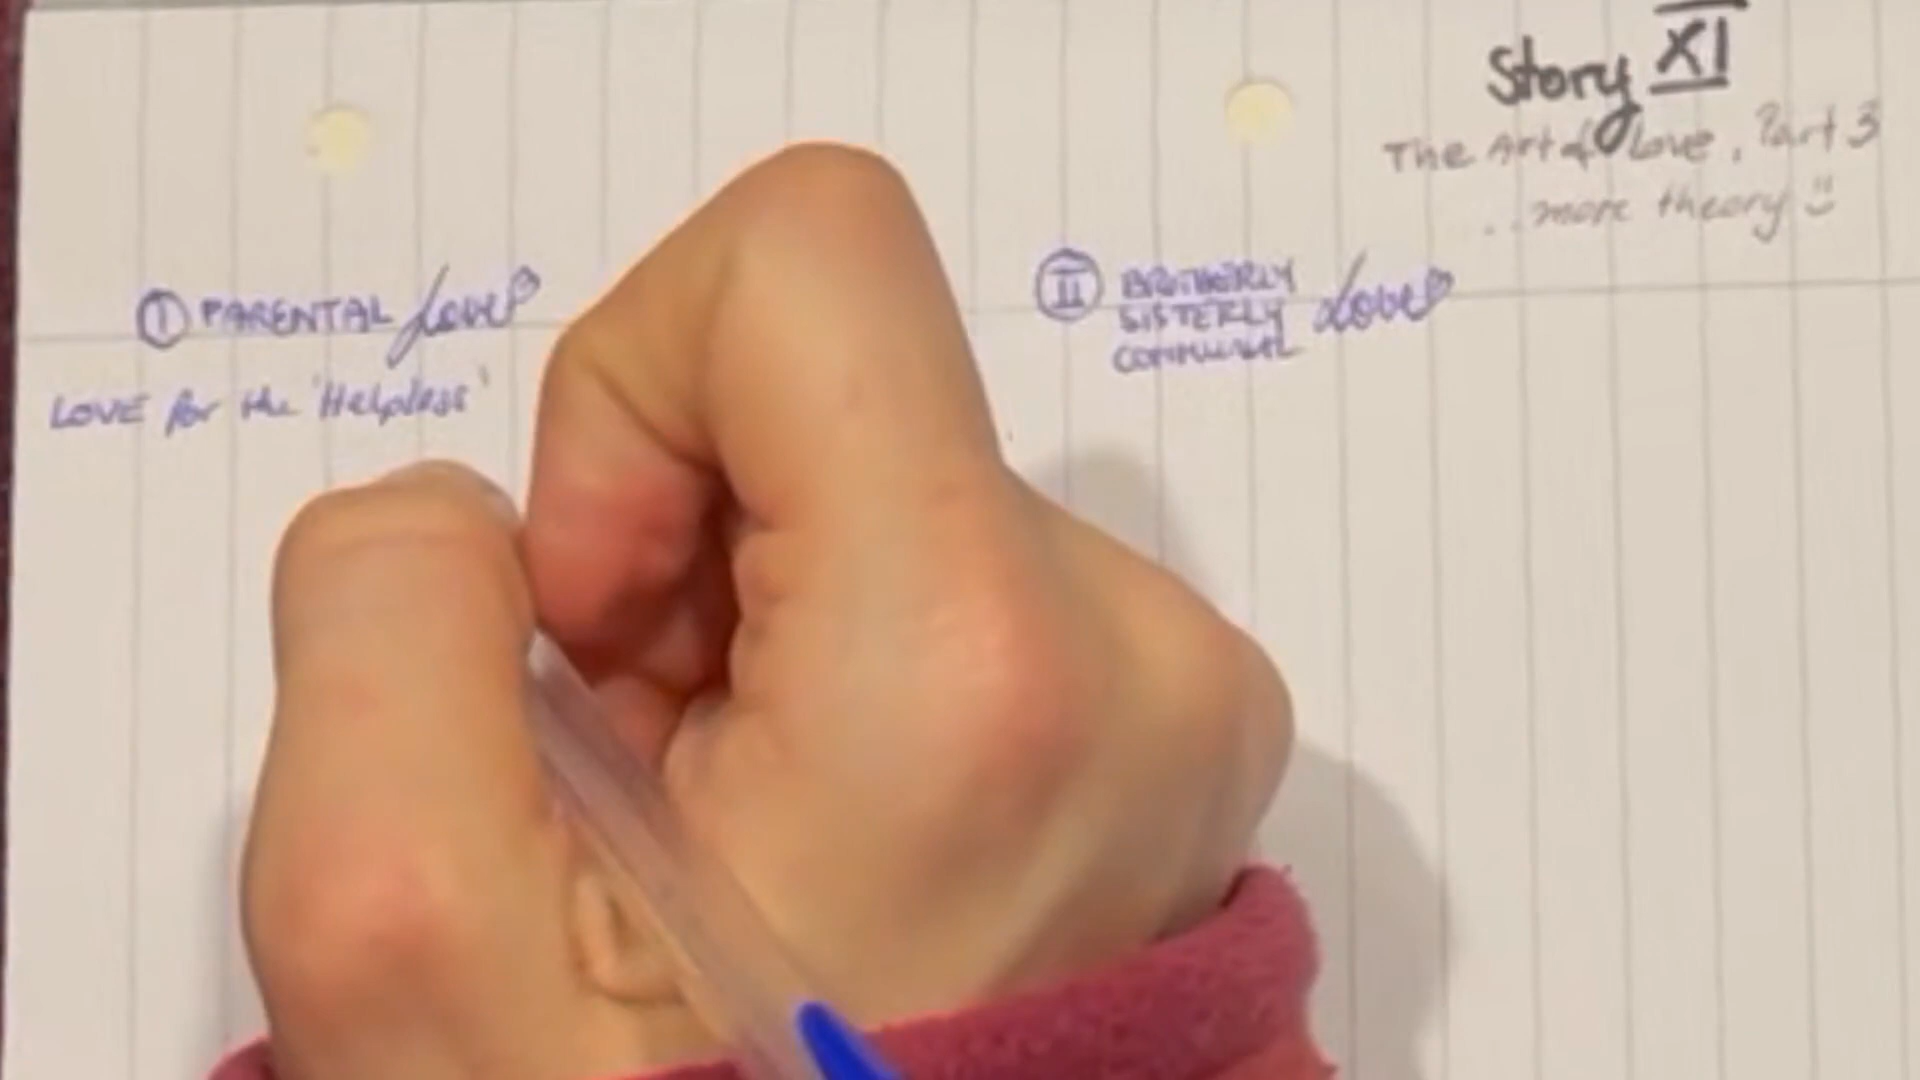 Story XI
The Art of Love, Part 3
...more theory
I PARENTAL Love
LOVE for the 'Helpless'
II BROTHERLY
SISTERLY Love
COMMUNAL